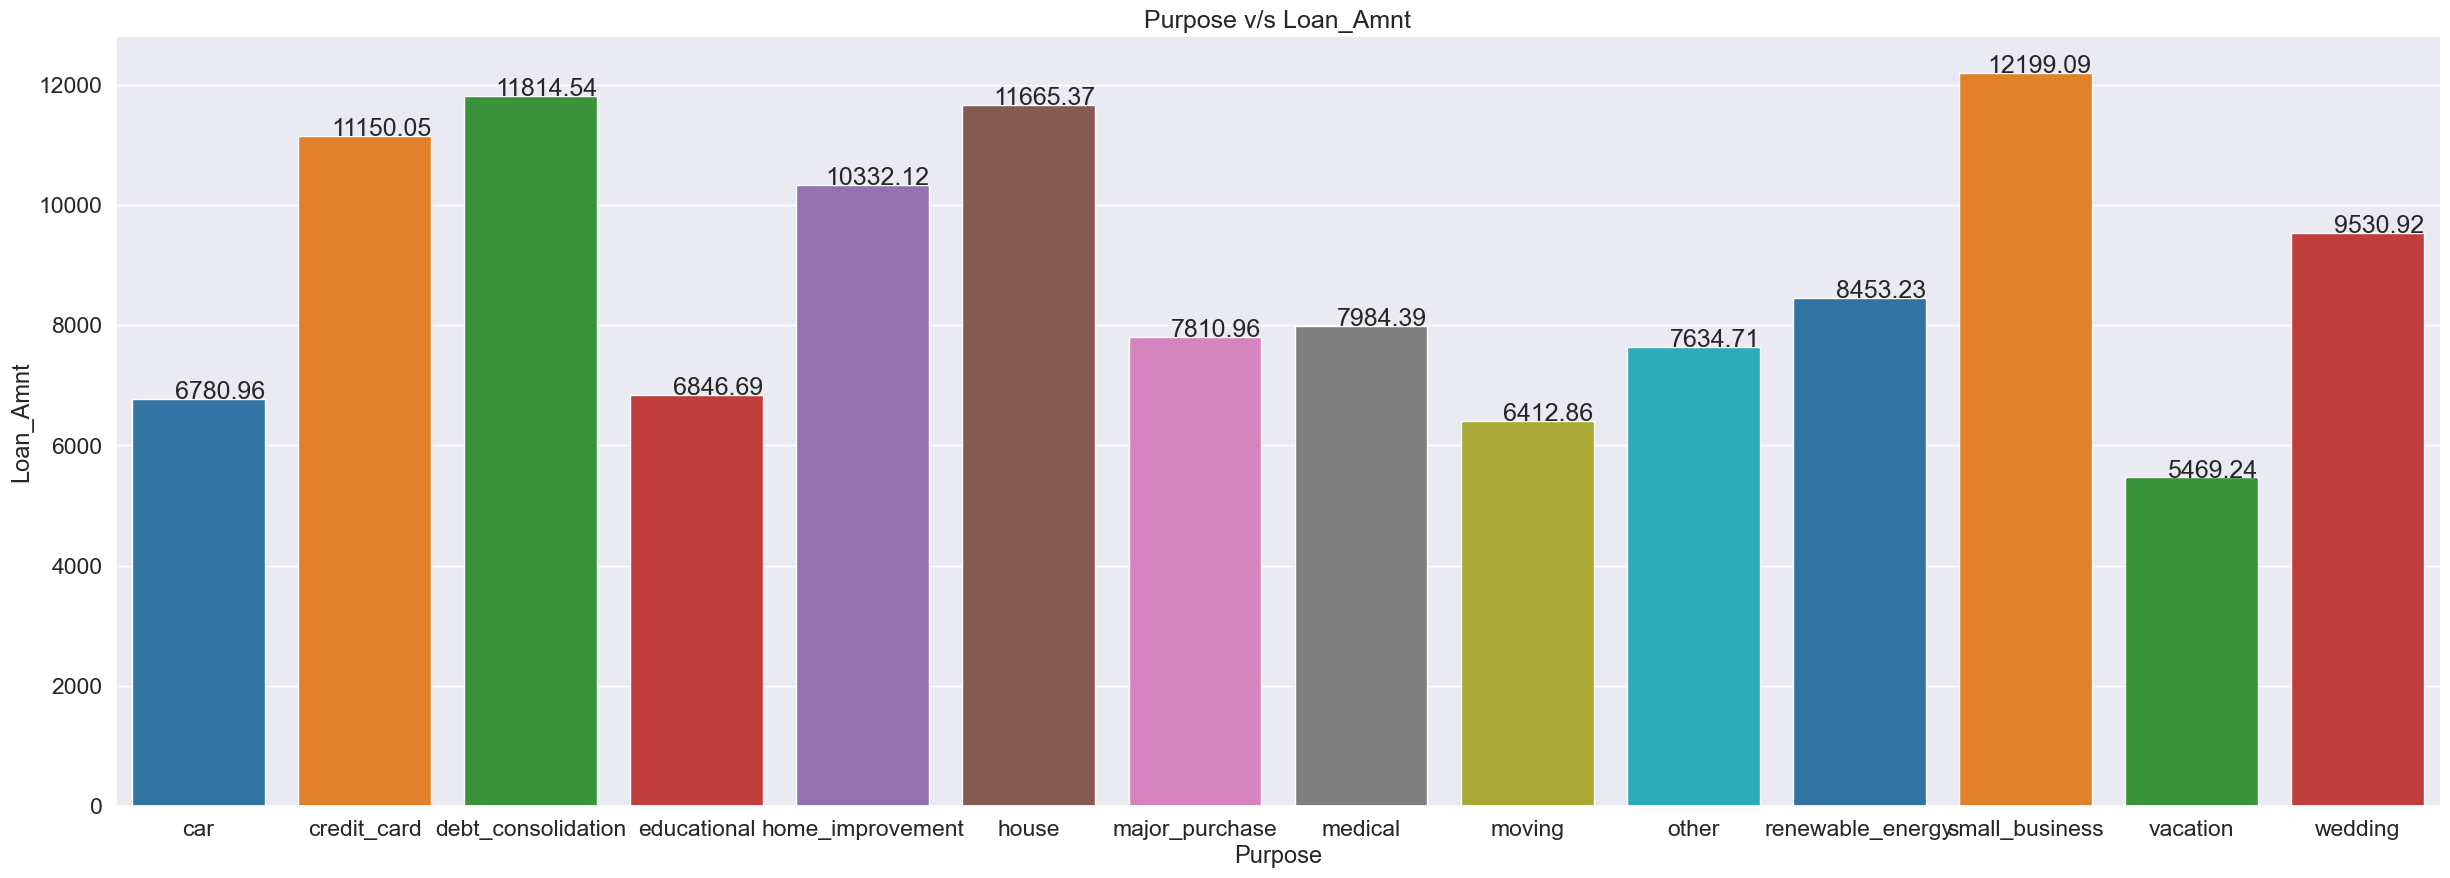 Purpose v/s Loan_Amnt
Loan_Amnt
12000
10000
8000
6000
4000
2000
0
6780.96
11150.05
11814.54
6846.69
10332.12
11665.37
7810.96
7984.39
6412.86
7634.71
8453.23
12199.09
5469.24
9530.92
car
credit_card
debt_consolidation
educational
home_improvement
house
major_purchase
medical
moving
other
renewable_energy
small_business
vacation
wedding
Purpose